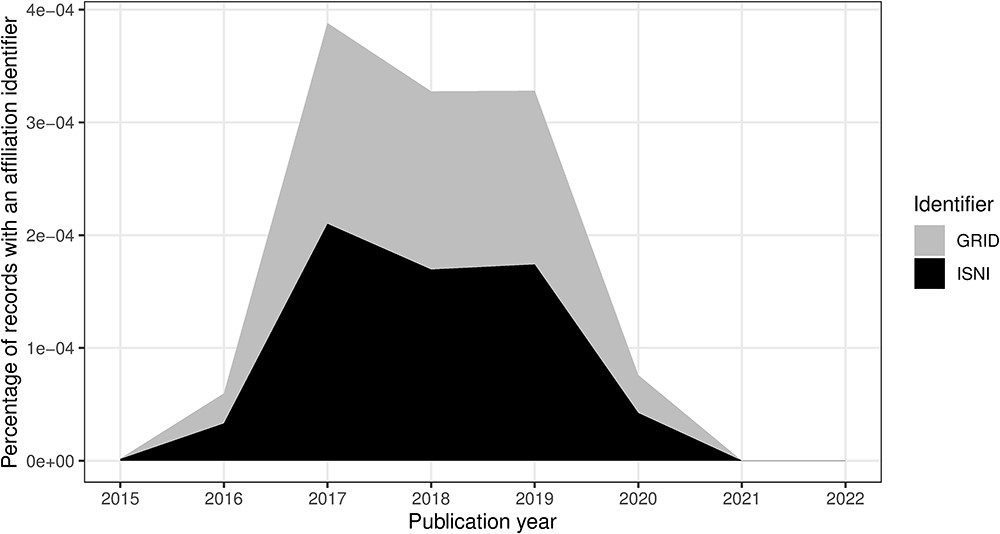 Percentage of records with an affiliation identifier
4e−04
3e−04
2e−04
1e−04
0e+00
2015 2016 2017 2018 2019 2020 2021 2022
Publication year
Identifier
GRID
ISNI